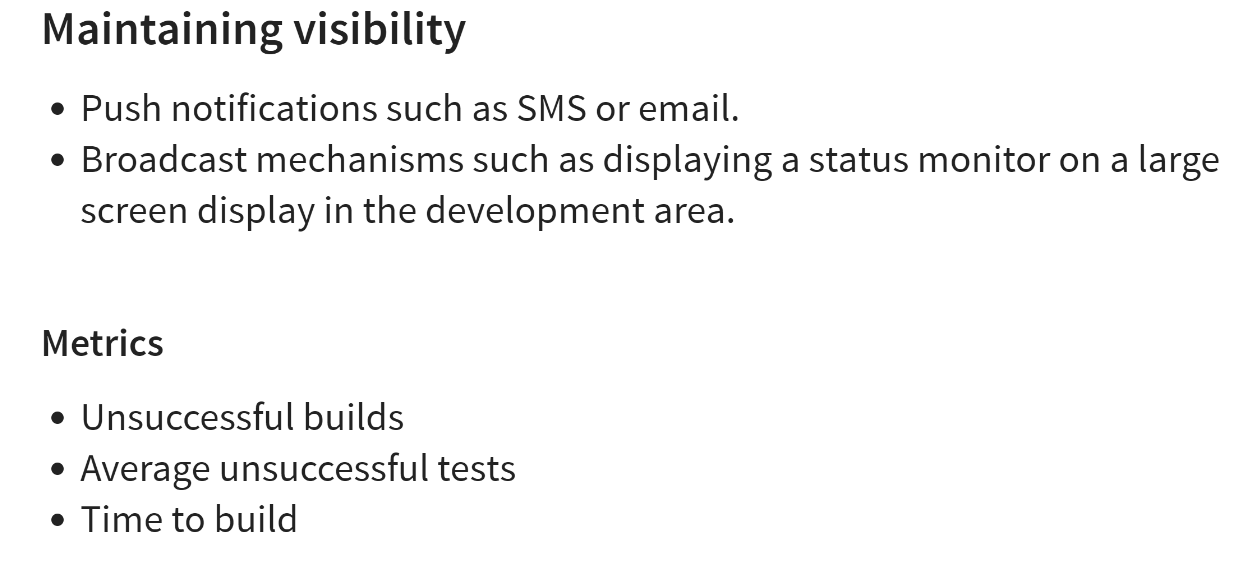 Maintaining visibility
• Push notifications such as SMS or email.
• Broadcast mechanisms such as displaying a status monitor on a large
screen display in the development area.
Metrics
• Unsuccessful builds
• Average unsuccessful tests
• Time to build